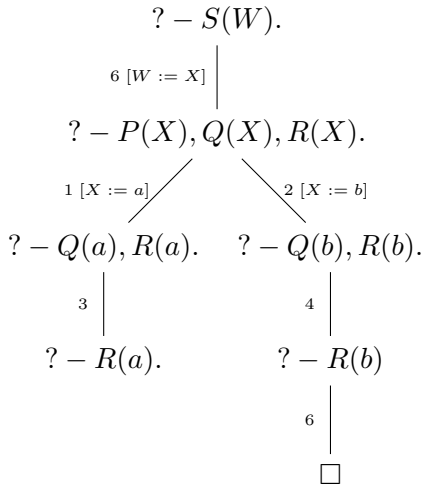 ? − S(W).
6 [W := X]
? − P(X), Q(X), R(X).
1 [X := a] 2 [X := b]
? − Q(a), R(a). ? − Q(b), R(b).
3 4
? − R(a). ? − R(b)
6
□